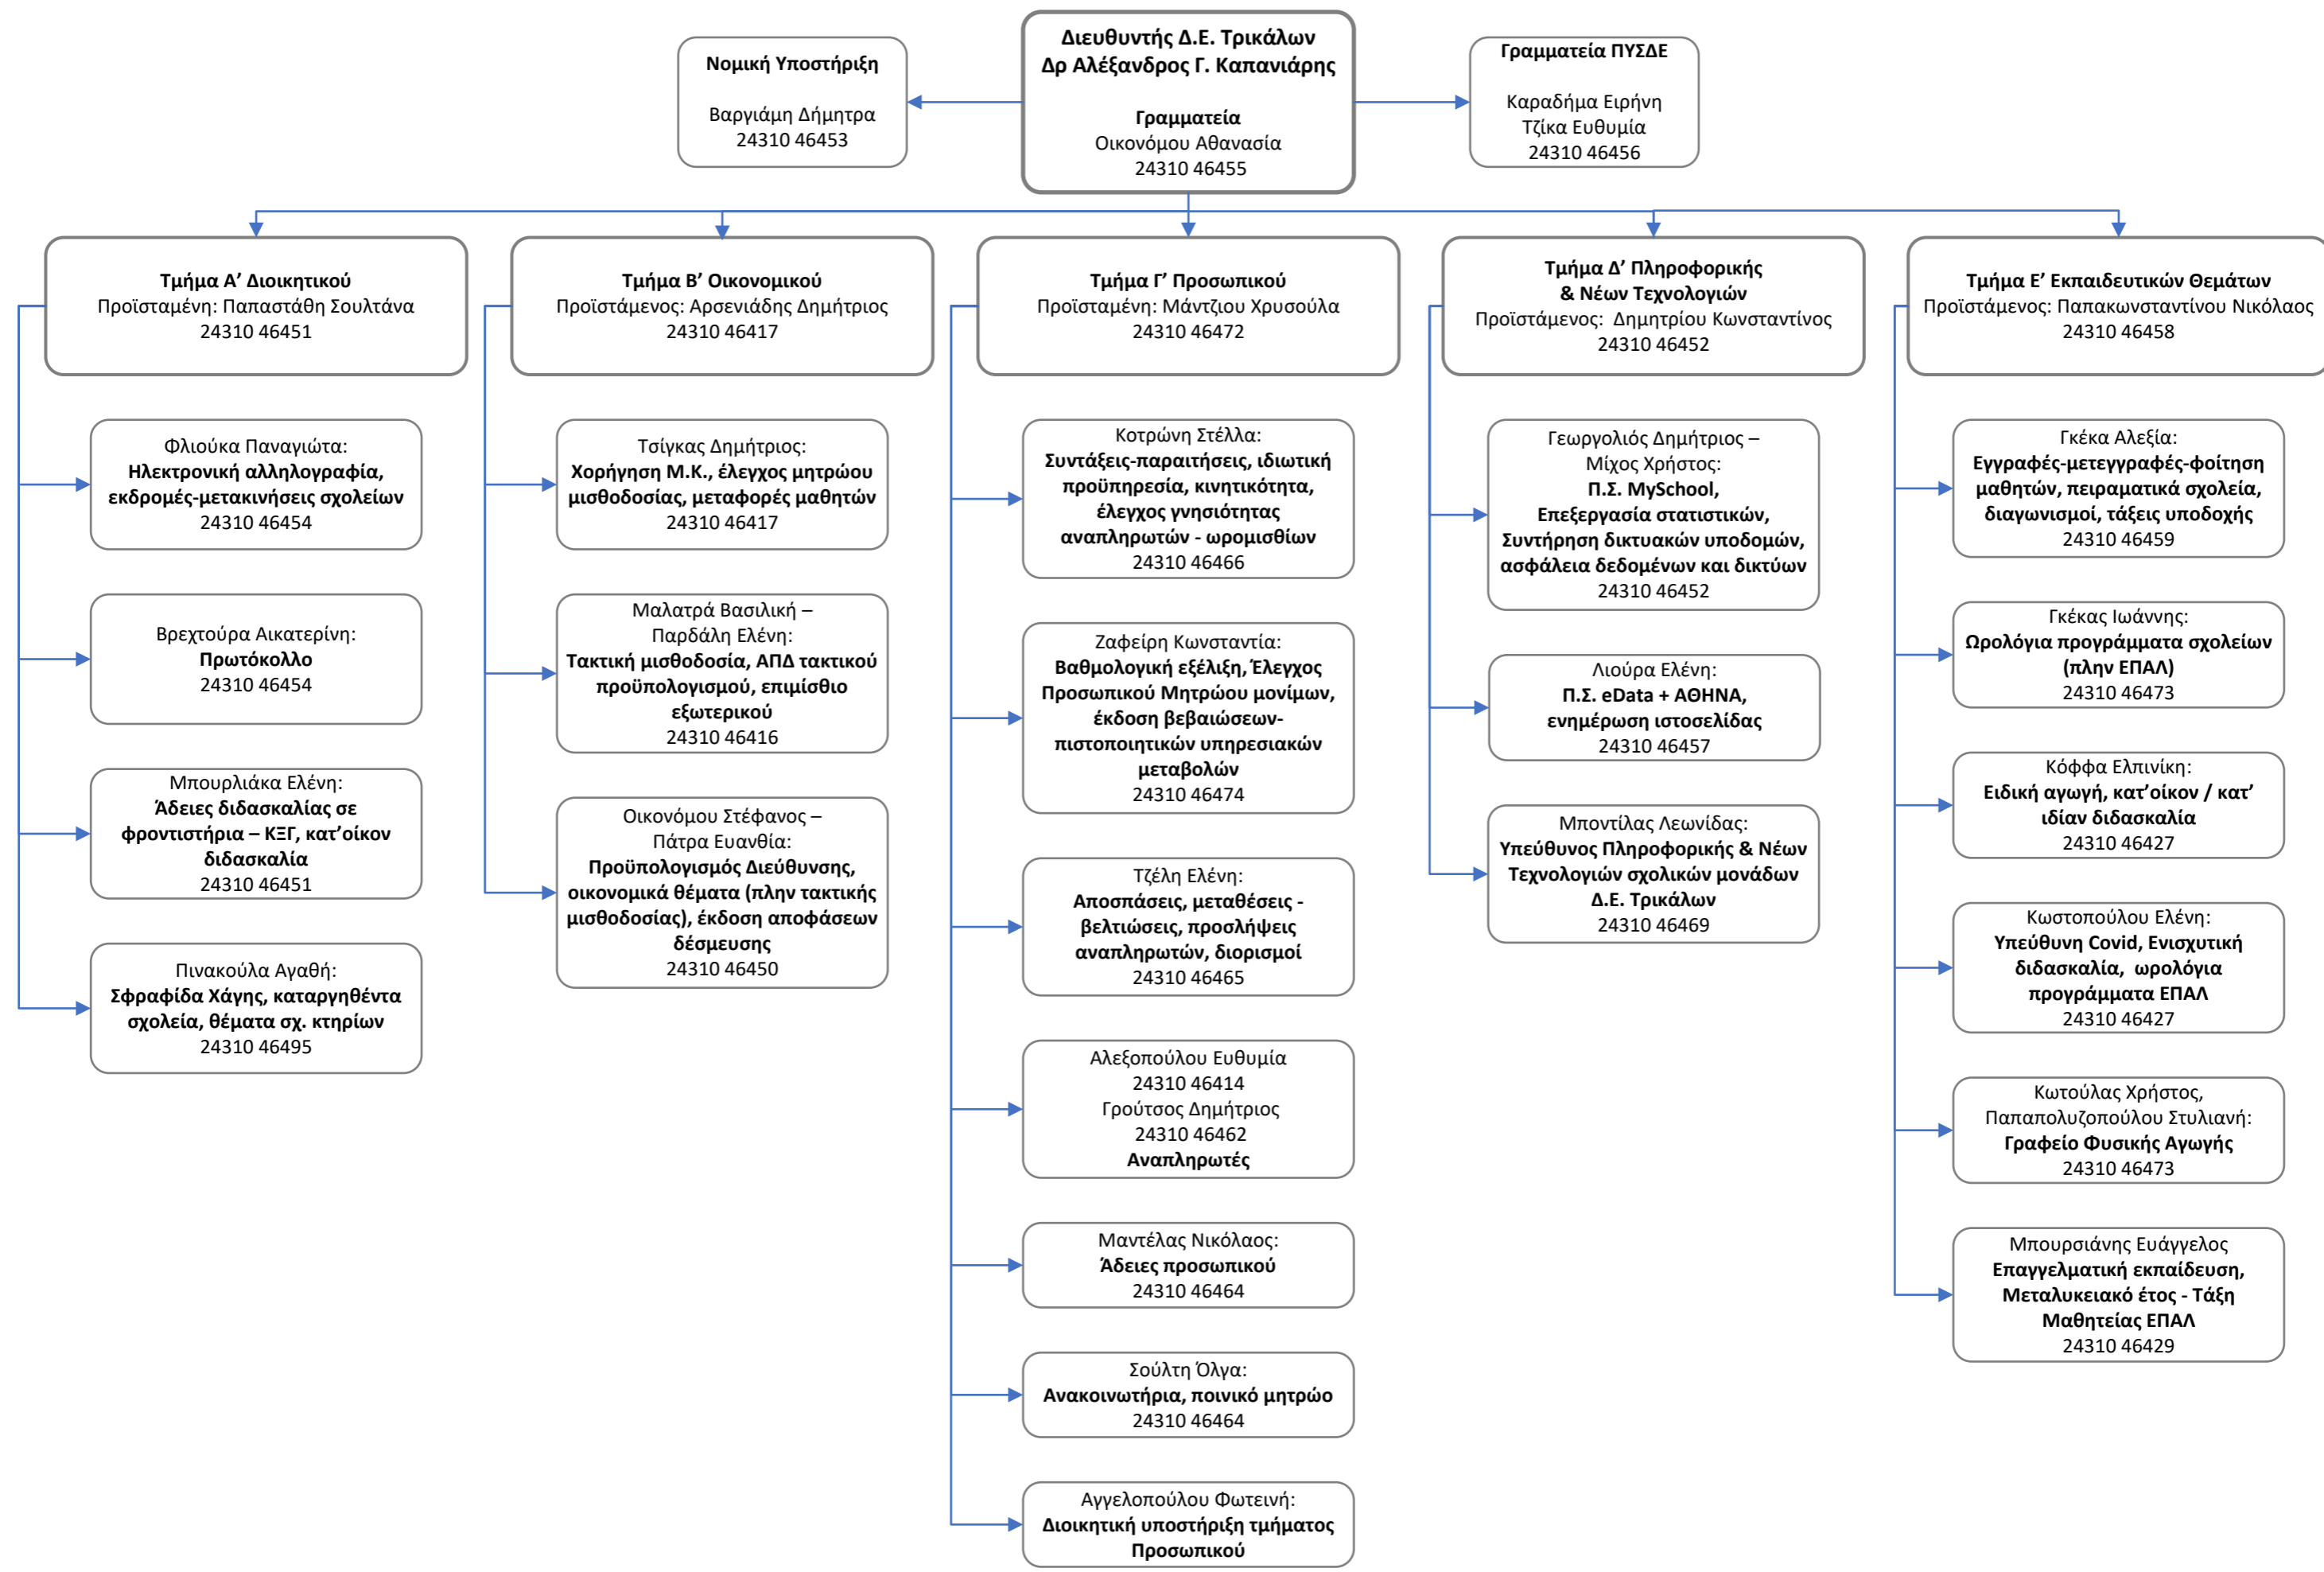 Διευθυντής Δ.Ε. Τρικάλων
Δρ Αλέξανδρος Γ. Καπανιάρης
Γραμματεία
Οικονόμου Αθανασία
24310 46455
Νομική Υποστήριξη
Βαργιάμη Δήμητρα
24310 46453
Γραμματεία ΠΥΣΔΕ
Καραδήμα Ειρήνη
Τζίκα Ευθυμία
24310 46456
Τμήμα Α’ Διοικητικού
Προϊσταμένη: Παπαστάθη Σουλτάνα
24310 46451
Φλιούκα Παναγιώτα:
Ηλεκτρονική αλληλογραφία,
εκδρομές-μετακινήσεις σχολείων
24310 46454
Βρεχτούρα Αικατερίνη:
Πρωτόκολλο
24310 46454
Μπουρλιάκα Ελένη:
Άδειες διδασκαλίας σε
φροντιστήρια – ΚΞΓ, κατ’οίκον
διδασκαλία
24310 46451
Πινακούλα Αγαθή:
Σφραφίδα Χάγης, καταργηθέντα
σχολεία, θέματα σχ. κτηρίων
24310 46495
Τμήμα Β’ Οικονομικού
Προϊστάμενος: Αρσενιάδης Δημήτριος
24310 46417
Τσίγκας Δημήτριος:
Χορήγηση Μ.Κ., έλεγχος μητρώου
μισθοδοσίας, μεταφορές μαθητών
24310 46417
Μαλατρά Βασιλική –
Παρδάλη Ελένη:
Τακτική μισθοδοσία, ΑΠΔ τακτικού
προϋπολογισμού, επιμίσθιο
εξωτερικού
24310 46416
Οικονόμου Στέφανος –
Πάτρα Ευανθία:
Προϋπολογισμός Διεύθυνσης,
οικονομικά θέματα (πλην τακτικής
μισθοδοσίας), έκδοση αποφάσεων
δέσμευσης
24310 46450
Τμήμα Γ’ Προσωπικού
Προϊσταμένη: Μάντζιου Χρυσούλα
24310 46472
Κοτρώνη Στέλλα:
Συντάξεις-παραιτήσεις, ιδιωτική
προϋπηρεσία, κινητικότητα,
έλεγχος γνησιότητας
αναπληρωτών - ωρομισθίων
24310 46466
Ζαφείρη Κωνσταντία:
Βαθμολογική εξέλιξη, Έλεγχος
Προσωπικού Μητρώου μονίμων,
έκδοση βεβαιώσεων-
πιστοποιητικών υπηρεσιακών
μεταβολών
24310 46474
Τζέλη Ελένη:
Αποσπάσεις, μεταθέσεις -
βελτιώσεις, προσλήψεις
αναπληρωτών, διορισμοί
24310 46465
Αλεξοπούλου Ευθυμία
24310 46414
Γρούτσος Δημήτριος
24310 46462
Αναπληρωτές
Μαντέλας Νικόλαος:
Άδειες προσωπικού
24310 46464
Σούλτη Όλγα:
Ανακοινωτήρια, ποινικό μητρώο
24310 46464
Αγγελοπούλου Φωτεινή:
Διοικητική υποστήριξη τμήματος
Προσωπικού
Τμήμα Δ’ Πληροφορικής
& Νέων Τεχνολογιών
Προϊστάμενος:  Δημητρίου Κωνσταντίνος
24310 46452
Γεωργολιός Δημήτριος –
Μίχος Χρήστος:
Π.Σ. MySchool,
Επεξεργασία στατιστικών,
Συντήρηση δικτυακών υποδομών,
ασφάλεια δεδομένων και δικτύων
24310 46452
Λιούρα Ελένη:
Π.Σ. eData + ΑΘΗΝΑ,
ενημέρωση ιστοσελίδας
24310 46457
Μποντίλας Λεωνίδας:
Υπεύθυνος Πληροφορικής & Νέων
Τεχνολογιών σχολικών μονάδων
Δ.Ε. Τρικάλων
24310 46469
Τμήμα Ε’ Εκπαιδευτικών Θεμάτων
Προϊστάμενος: Παπακωνσταντίνου Νικόλαος
24310 46458
Γκέκα Αλεξία:
Εγγραφές-μετεγγραφές-φοίτηση
μαθητών, πειραματικά σχολεία,
διαγωνισμοί, τάξεις υποδοχής
24310 46459
Γκέκας Ιωάννης:
Ωρολόγια προγράμματα σχολείων
(πλην ΕΠΑΛ)
24310 46473
Κόφφα Ελπινίκη:
Ειδική αγωγή, κατ’οίκον / κατ’
ιδίαν διδασκαλία
24310 46427
Κωστοπούλου Ελένη:
Υπεύθυνη Covid, Ενισχυτική
διδασκαλία,  ωρολόγια
προγράμματα ΕΠΑΛ
24310 46427
Κωτούλας Χρήστος,
Παπαπολυζοπούλου Στυλιανή:
Γραφείο Φυσικής Αγωγής
24310 46473
Μπουρσιάνης Ευάγγελος
Επαγγελματική εκπαίδευση,
Μεταλυκειακό έτος - Τάξη
Μαθητείας ΕΠΑΛ
24310 46429